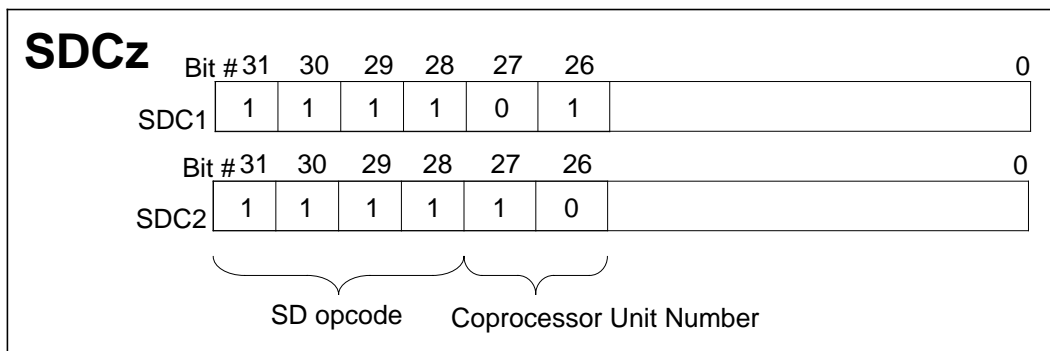 SDCz
Bit # 31 30 29 28 27 26 0
SDC1 1 1 1 1 0 1
Bit # 31 30 29 28 27 26 0
SDC2 1 1 1 1 1 0
SD opcode Coprocessor Unit Number